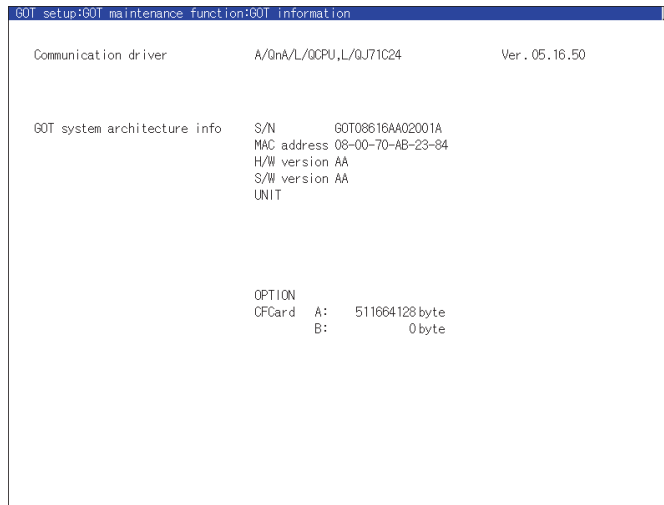 GOT setup:GOT maintenance function:GOT information
Communication driver A/QnA/L/QCPU,L/QJ71C24 Ver.05.16.50
GOT system architecture info S/N GOT08616AA02001A
MAC address 08-00-70-AB-23-84
H/W version AA
S/W version AA
UNIT
OPTION
CFCard A: 511664128 byte
B: 0 byte